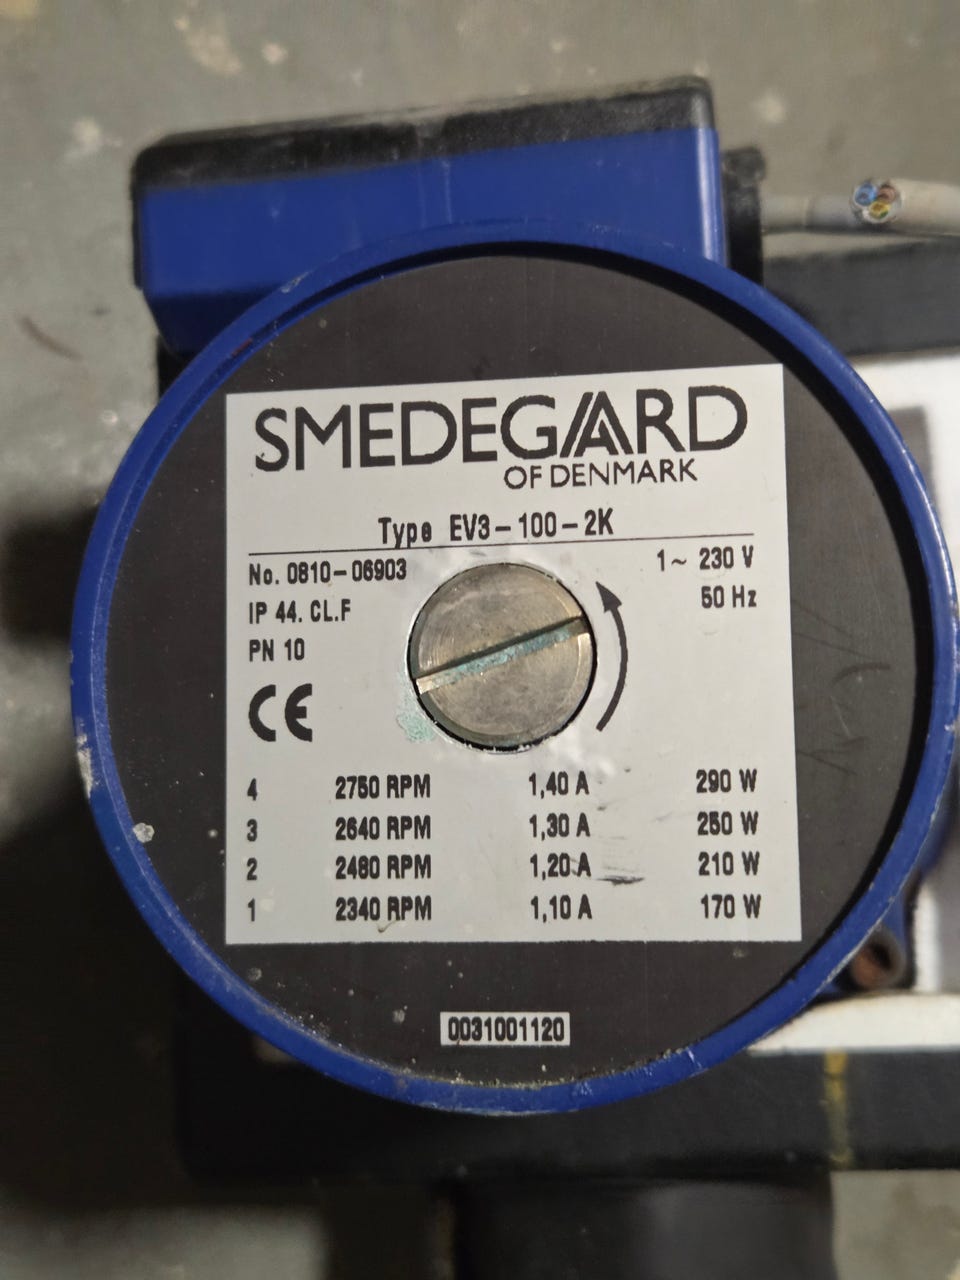 SMEDEGAARD
OF DENMARK
Type EV3-100-2K
No. 0810-06903 1~ 230 V
IP 44. CL.F 50 Hz
PN 10
CE
4 2750 RPM 1,40 A 290 W
3 2640 RPM 1,30 A 250 W
2 2480 RPM 1,20 A 210 W
1 2340 RPM 1,10 A 170 W
0031001120